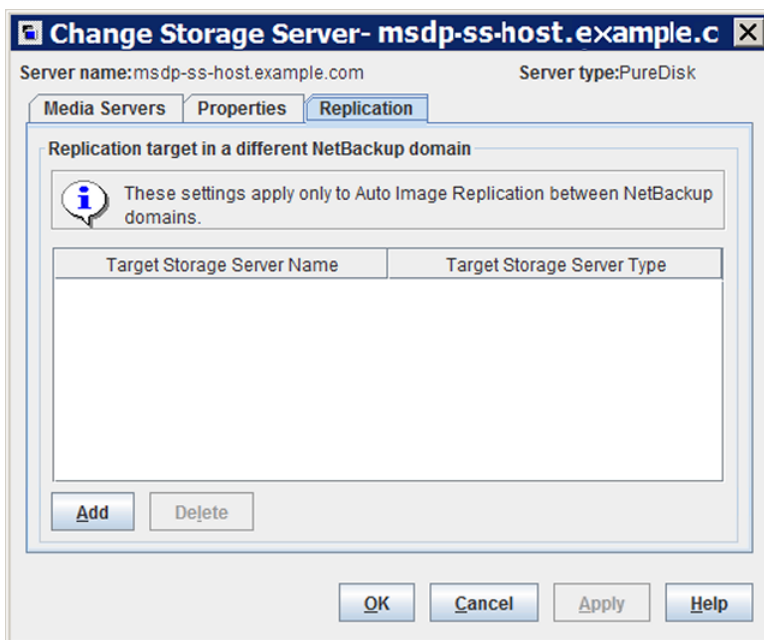 Change Storage Server- msdp-ss-host.example.c
Server name:msdp-ss-host.example.com Server type:PureDisk
Media Servers Properties Replication
Replication target in a different NetBackup domain
These settings apply only to Auto Image Replication between NetBackup
domains.
Target Storage Server Name Target Storage Server Type
Add Delete
OK Cancel Apply Help